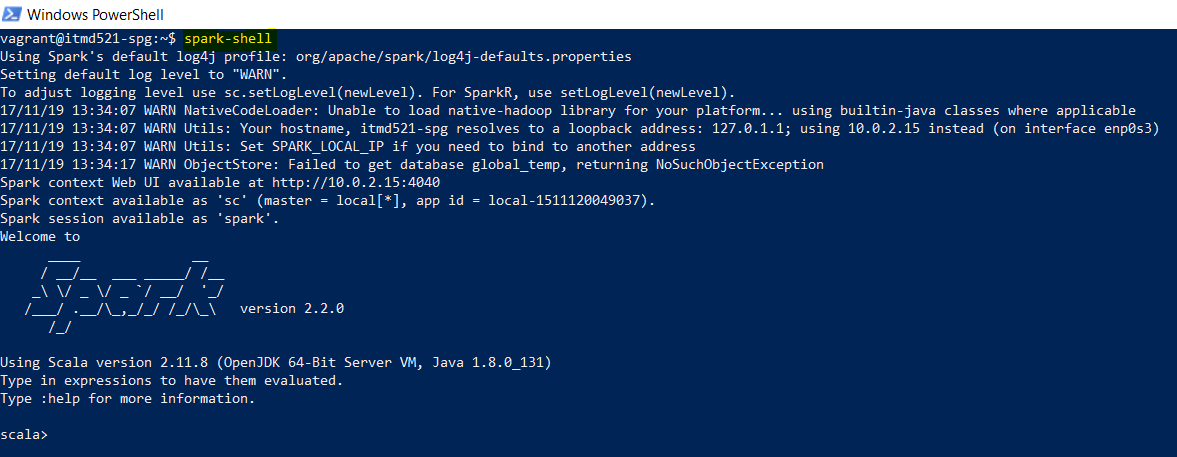 Windows PowerShell
vagrant@itmd521-spg:~$ spark-shell
Using Spark's default log4j profile: org/apache/spark/log4j-defaults.properties
Setting default log level to "WARN".
To adjust logging level use sc.setLogLevel(newLevel). For SparkR, use setLogLevel(newLevel).
17/11/19 13:34:07 WARN NativeCodeLoader: Unable to load native-hadoop library for your platform... using builtin-java classes where applicable
17/11/19 13:34:07 WARN Utils: Your hostname, itmd521-spg resolves to a loopback address: 127.0.1.1; using 10.0.2.15 instead (on interface enp0s3)
17/11/19 13:34:07 WARN Utils: Set SPARK_LOCAL_IP if you need to bind to another address
17/11/19 13:34:17 WARN ObjectStore: Failed to get database global_temp, returning NoSuchObjectException
Spark context Web UI available at http://10.0.2.15:4040
Spark context available as 'sc' (master = local[*], app id = local-1511120049037).
Spark session available as 'spark'.
Welcome to
      ____              __
     / __/__  ___ _____/ /__
    _\ \/ _ \/ _ `/ __/  '_/
   /___/ .__/\_,_/_/ /_/\_\   version 2.2.0
      /_/
Using Scala version 2.11.8 (OpenJDK 64-Bit Server VM, Java 1.8.0_131)
Type in expressions to have them evaluated.
Type :help for more information.
scala>